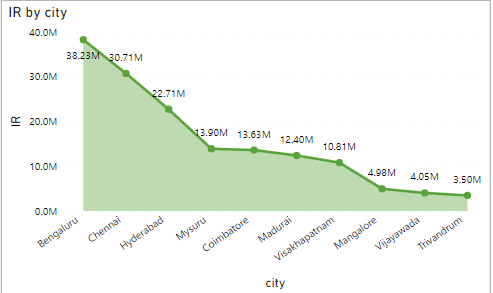 IR by city
40.0M
30.0M
20.0M
10.0M
0.0M
IR
38.23M
30.71M
22.71M
13.90M
13.63M
12.40M
10.81M
4.98M
4.05M
3.50M
Bengaluru
Chennai
Hyderabad
Mysuru
Coimbatore
Madurai
Visakhapatnam
Mangalore
Vijayawada
Trivandrum
city